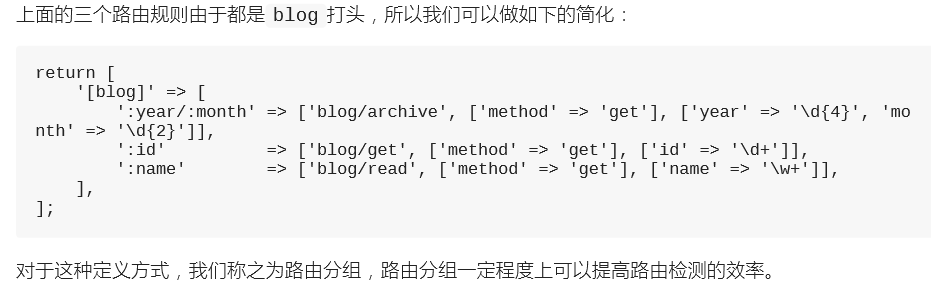 上面的三个路由规则由于都是 blog 打头，所以我们可以做如下的简化：
return [
    '[blog]' => [
        ':year/:month' => ['blog/archive', ['method' => 'get'], ['year' => '\d{4}', 'mo
nth' => '\d{2}']],
        ':id'          => ['blog/get', ['method' => 'get'], ['id' => '\d+']],
        ':name'        => ['blog/read', ['method' => 'get'], ['name' => '\w+']],
    ],
];
对于这种定义方式，我们称之为路由分组，路由分组一定程度上可以提高路由检测的效率。